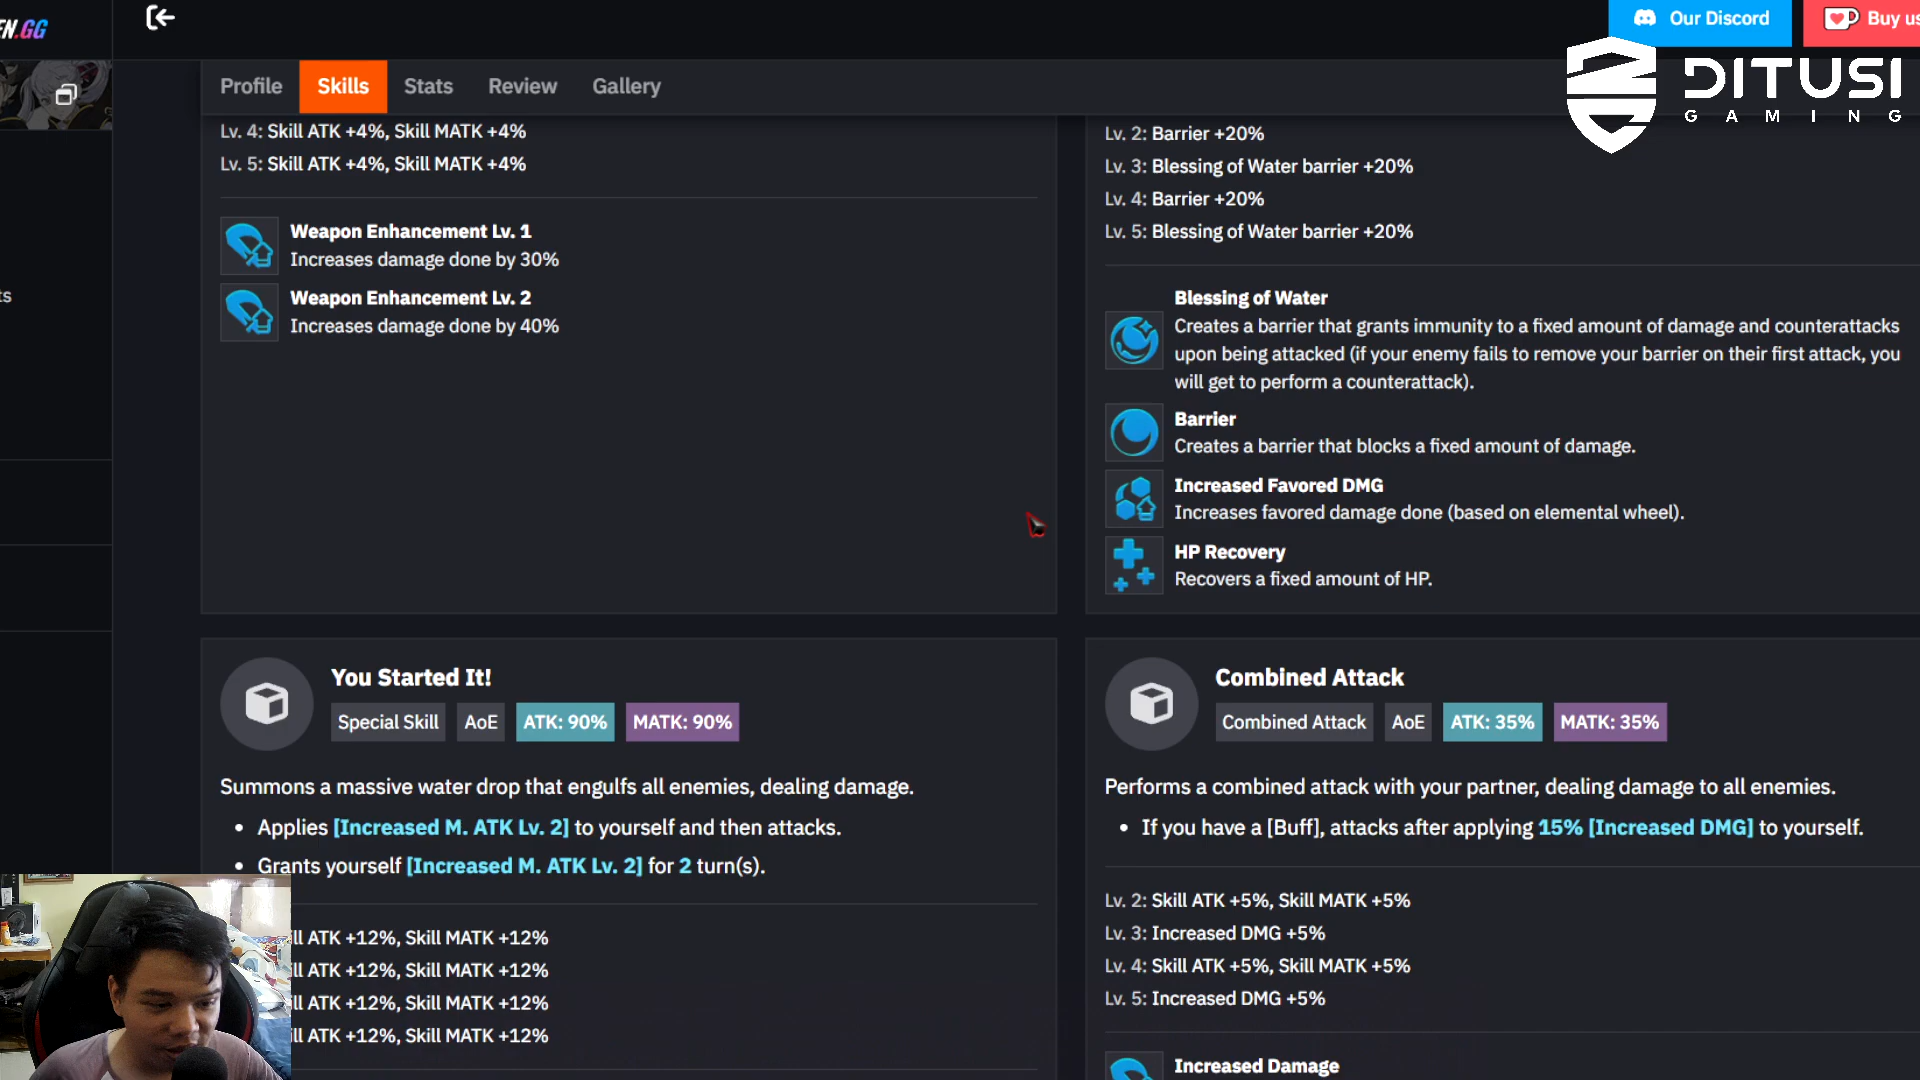 EN.GG
Our Discord
Buy us
DITUSI
GAMING
Profile
Skills
Stats
Review
Gallery
Lv. 4: Skill ATK +4%, Skill MATK +4%
Lv. 5: Skill ATK +4%, Skill MATK +4%
Weapon Enhancement Lv. 1
Increases damage done by 30%
Weapon Enhancement Lv. 2
Increases damage done by 40%
ts
Lv. 2: Barrier +20%
Lv. 3: Blessing of Water barrier +20%
Lv. 4: Barrier +20%
Lv. 5: Blessing of Water barrier +20%
Blessing of Water
Creates a barrier that grants immunity to a fixed amount of damage and counterattacks
upon being attacked (if your enemy fails to remove your barrier on their first attack, you
will get to perform a counterattack).
Barrier
Creates a barrier that blocks a fixed amount of damage.
Increased Favored DMG
Increases favored damage done (based on elemental wheel).
HP Recovery
Recovers a fixed amount of HP.
You Started It!
Special Skill
AoE
ATK: 90%
MATK: 90%
Summons a massive water drop that engulfs all enemies, dealing damage.
• Applies [Increased M. ATK Lv. 2] to yourself and then attacks.
• Grants yourself [Increased M. ATK Lv. 2] for 2 turn(s).
ll ATK +12%, Skill MATK +12%
ll ATK +12%, Skill MATK +12%
ll ATK +12%, Skill MATK +12%
ll ATK +12%, Skill MATK +12%
Combined Attack
Combined Attack
AoE
ATK: 35%
MATK: 35%
Performs a combined attack with your partner, dealing damage to all enemies.
• If you have a [Buff], attacks after applying 15% [Increased DMG] to yourself.
Lv. 2: Skill ATK +5%, Skill MATK +5%
Lv. 3: Increased DMG +5%
Lv. 4: Skill ATK +5%, Skill MATK +5%
Lv. 5: Increased DMG +5%
Increased Damage